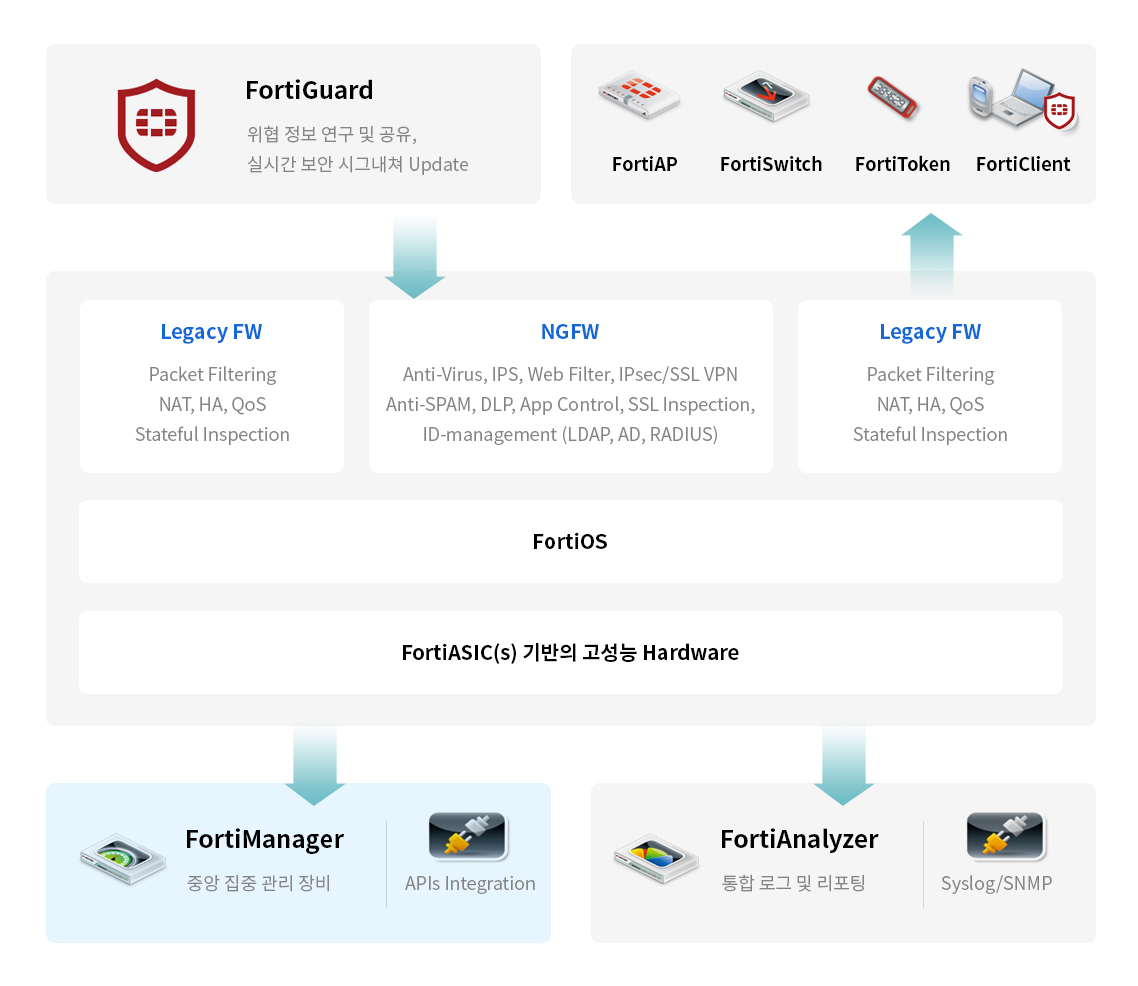 FortiGuard
위협 정보 연구 및 공유,
실시간 보안 시그내쳐 Update
FortiAP
FortiSwitch
FortiToken
FortiClient
Legacy FW
Packet Filtering
NAT, HA, QoS
Stateful Inspection
NGFW
Anti-Virus, IPS, Web Filter, IPsec/SSL VPN
Anti-SPAM, DLP, App Control, SSL Inspection,
ID-management (LDAP, AD, RADIUS)
Legacy FW
Packet Filtering
NAT, HA, QoS
Stateful Inspection
FortiOS
FortiASIC(s) 기반의 고성능 Hardware
FortiManager
중앙 집중 관리 장비
APIs Integration
FortiAnalyzer
통합 로그 및 리포팅
Syslog/SNMP